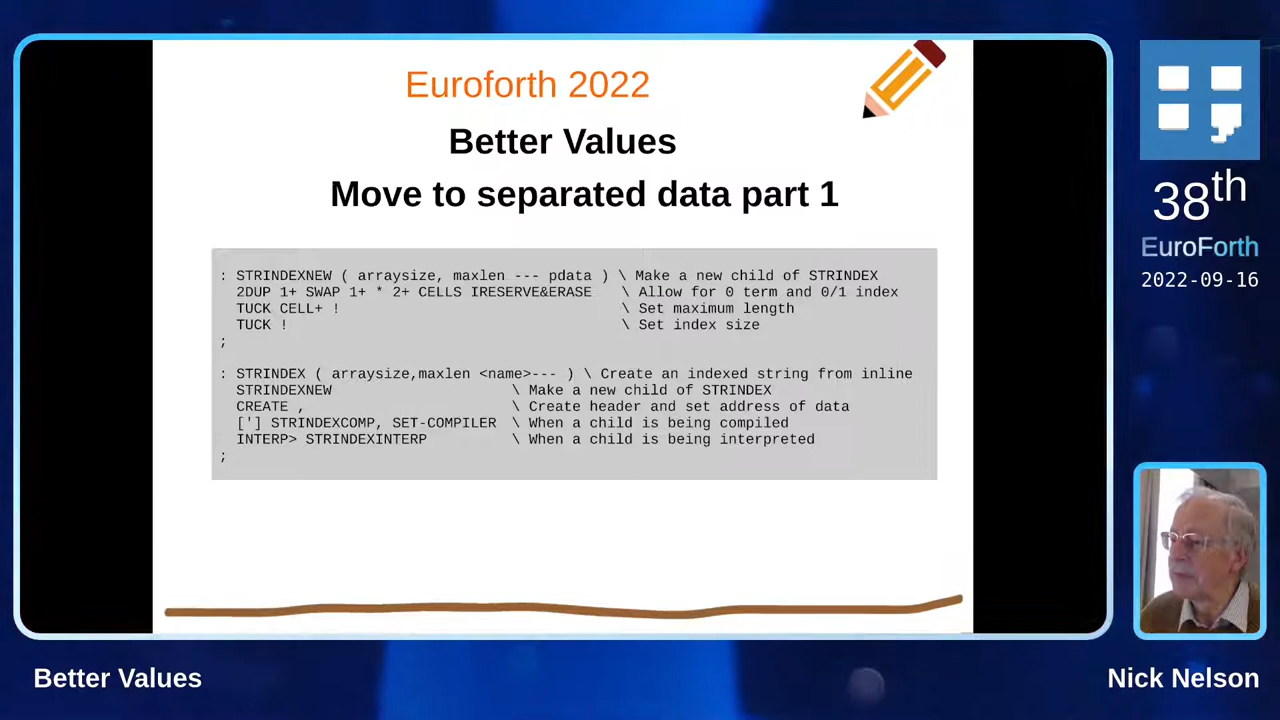 Euroforth 2022
Better Values
Move to separated data part 1
: STRINDEXNEW ( arraysize, maxlen --- pdata ) \ Make a new child of STRINDEX
2DUP 1+ SWAP 1+ * 2+ CELLS IRESERVE&ERASE \ Allow for 0 term and 0/1 index
TUCK CELL+ ! \ Set maximum length
TUCK ! \ Set index size
;
: STRINDEX ( arraysize,maxlen <name>--- ) \ Create an indexed string from inline
STRINDEXNEW \ Make a new child of STRINDEX
CREATE , \ Create header and set address of data
['] STRINDEXCOMP, SET-COMPILER \ When a child is being compiled
INTERP> STRINDEXINTERP \ When a child is being interpreted
;
38th
EuroForth
2022-09-16
Better Values
Nick Nelson